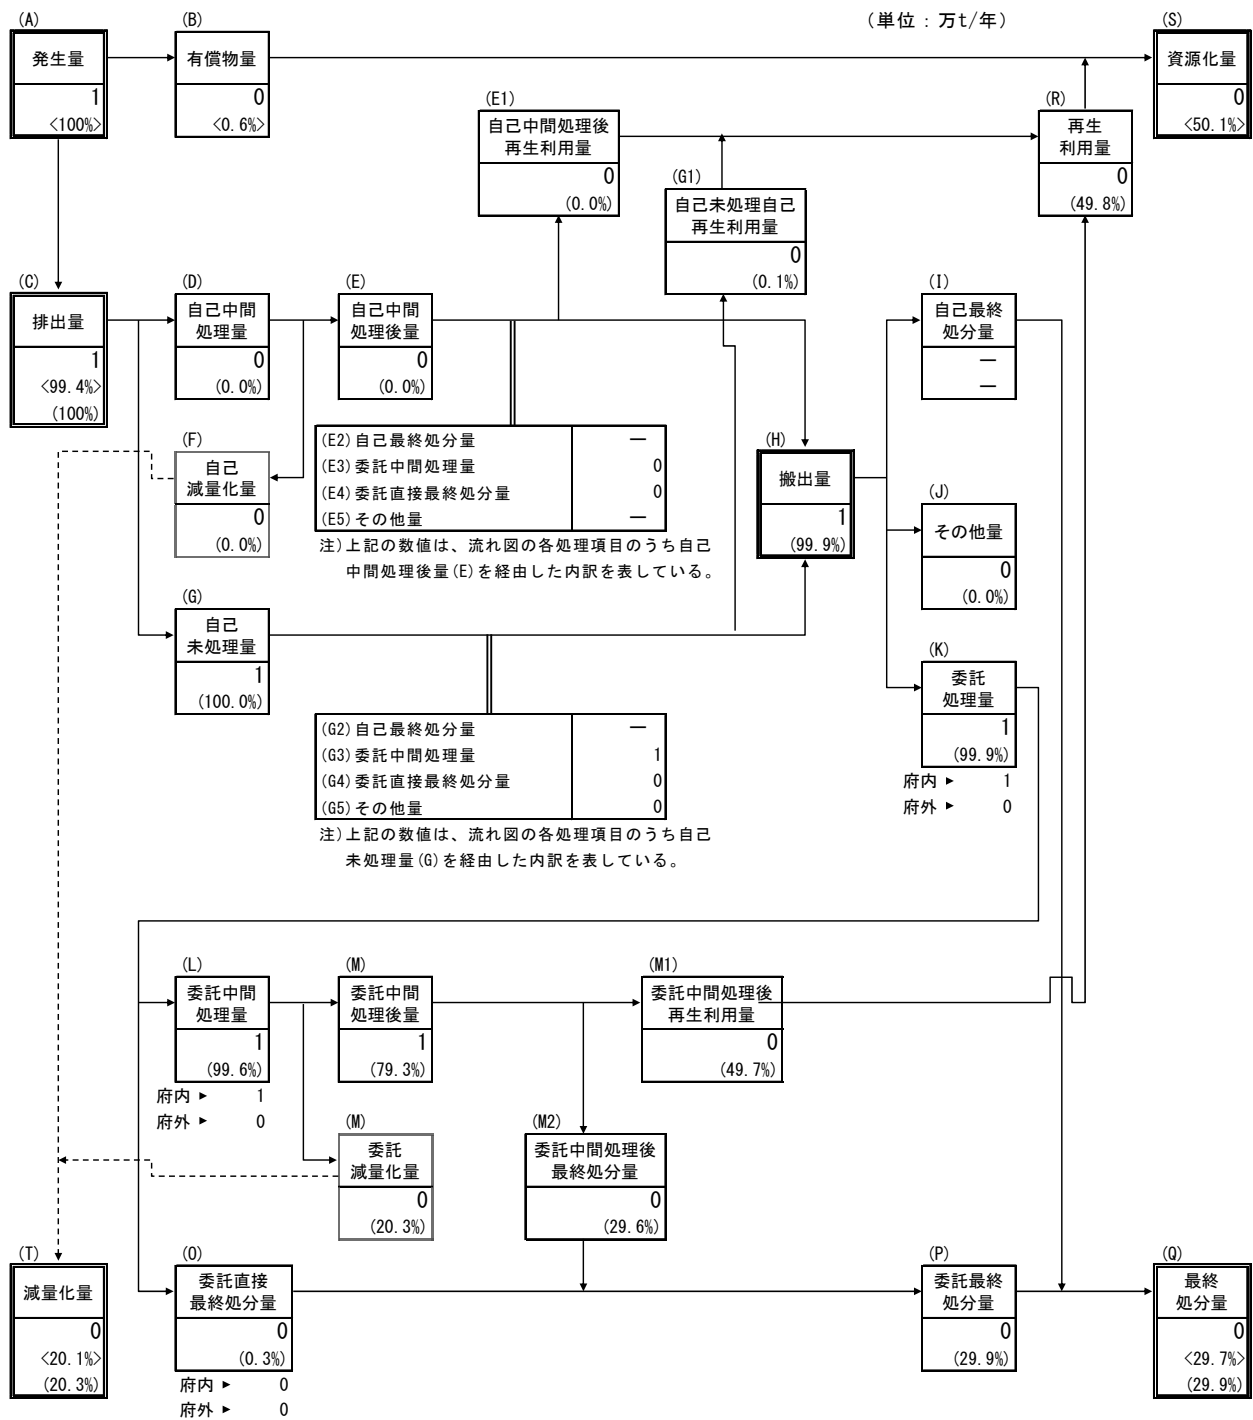 (単位：万t/年)
(A)
発生量
1
<100%>
(B)
有償物量
0
<0.6%>
(S)
資源化量
0
<50.1%>
(E1)
自己中間処理後
再生利用量
0
(0.0%)
(R)
再生
利用量
0
(49.8%)
(G1)
自己未処理自己
再生利用量
0
(0.1%)
(C)
排出量
1
<99.4%>
(100%)
(D)
自己中間
処理量
0
(0.0%)
(E)
自己中間
処理後量
0
(0.0%)
(I)
自己最終
処分量
―
―
(F)
自己
減量化量
0
(0.0%)
(E2)自己最終処分量 ―
(E3)委託中間処理量 0
(E4)委託直接最終処分量 0
(E5)その他量 ―
注)上記の数値は、流れ図の各処理項目のうち自己
中間処理後量(E)を経由した内訳を表している。
(H)
搬出量
1
(99.9%)
(J)
その他量
0
(0.0%)
(G)
自己
未処理量
1
(100.0%)
(K)
委託
処理量
1
(99.9%)
府内 ► 1
府外 ► 0
(G2)自己最終処分量 ―
(G3)委託中間処理量 1
(G4)委託直接最終処分量 0
(G5)その他量 0
注)上記の数値は、流れ図の各処理項目のうち自己
未処理量(G)を経由した内訳を表している。
(L)
委託中間
処理量
1
(99.6%)
府内 ► 1
府外 ► 0
(M)
委託中間
処理後量
1
(79.3%)
(M1)
委託中間処理後
再生利用量
0
(49.7%)
(M)
委託
減量化量
0
(20.3%)
(M2)
委託中間処理後
最終処分量
0
(29.6%)
(T)
減量化量
0
<20.1%>
(20.3%)
(O)
委託直接
最終処分量
0
(0.3%)
府内 ► 0
府外 ► 0
(P)
委託最終
処分量
0
(29.9%)
(Q)
最終
処分量
0
<29.7%>
(29.9%)